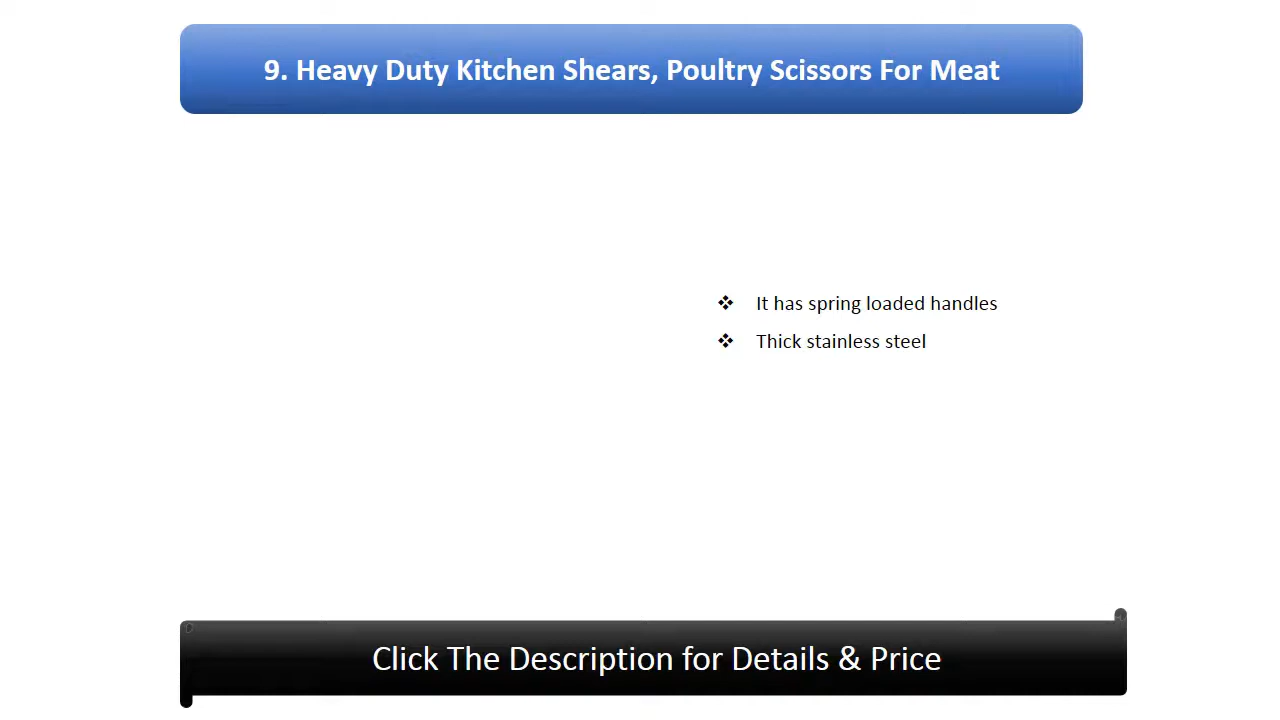 9. Heavy Duty Kitchen Shears, Poultry Scissors For Meat
❖ It has spring loaded handles
❖ Thick stainless steel
Click The Description for Details & Price